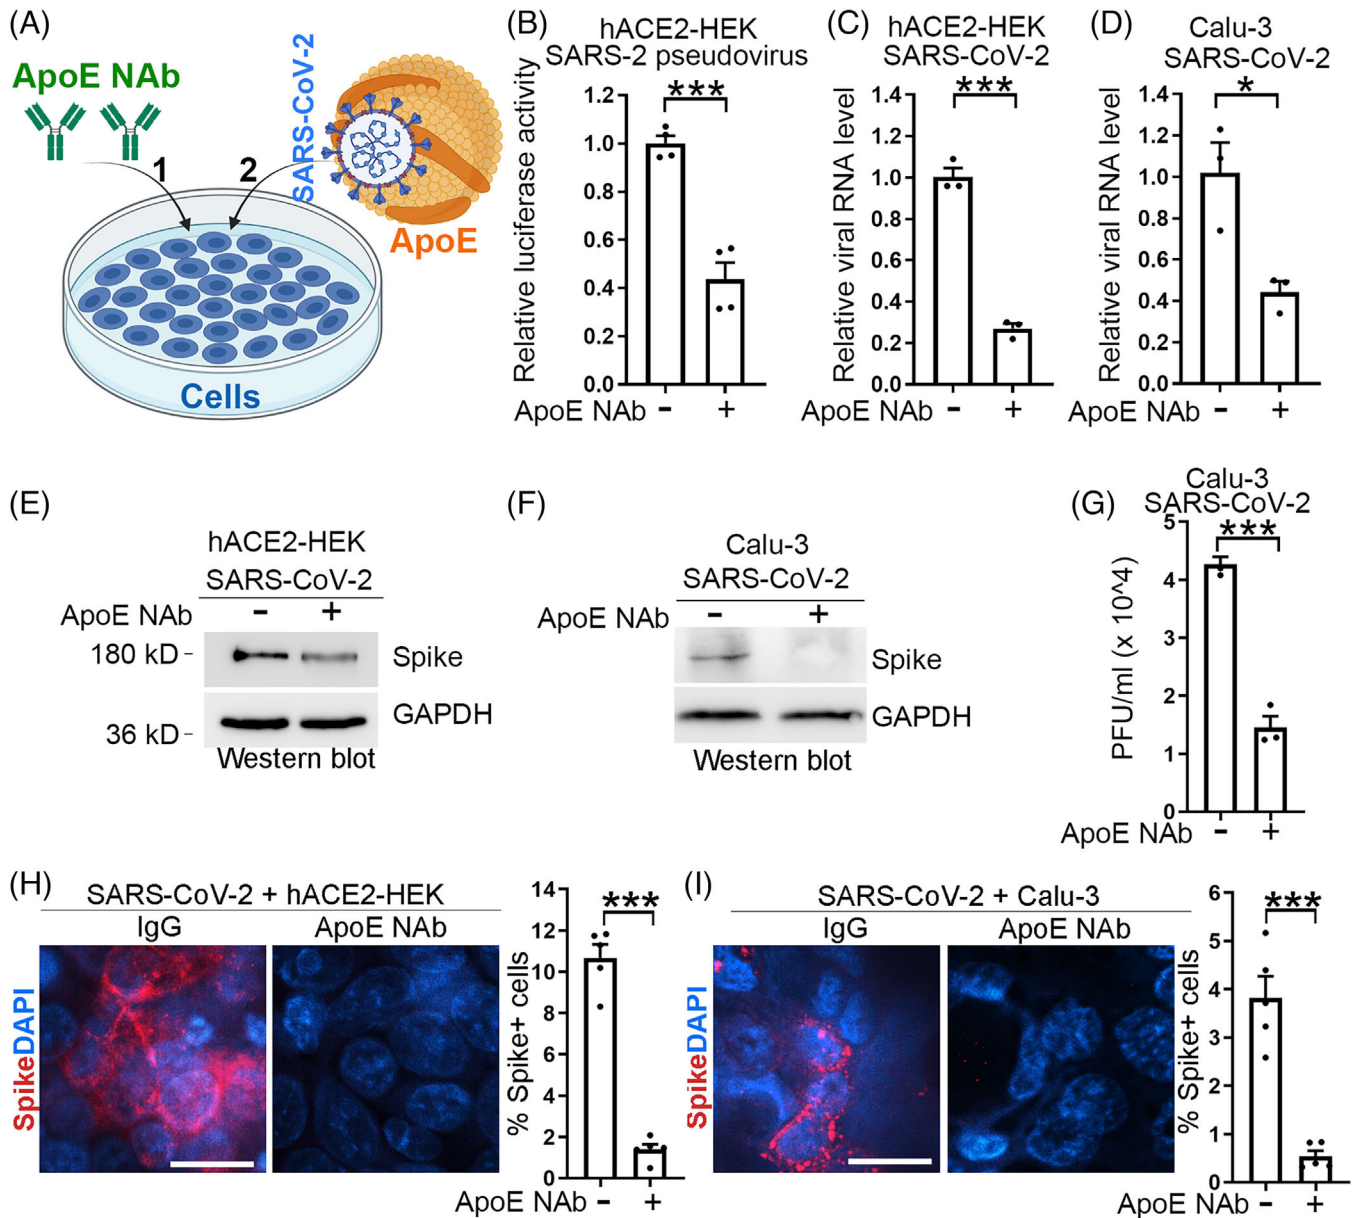 (A)
ApoE NAb
SARS-CoV-2
1
2
ApoE
Cells
(B)
hACE2-HEK
SARS-2 pseudovirus
***
Relative luciferase activity
1.2
1.0
0.8
0.6
0.4
0.2
0.0
ApoE NAb - +
(C)
hACE2-HEK
SARS-CoV-2
***
Relative viral RNA level
1.4
1.2
1.0
0.8
0.6
0.4
0.2
0.0
ApoE NAb - +
(D)
Calu-3
SARS-CoV-2
*
Relative viral RNA level
1.4
1.2
1.0
0.8
0.6
0.4
0.2
0.0
ApoE NAb - +
(E)
hACE2-HEK
SARS-CoV-2
ApoE NAb - +
180 kD - Spike
GAPDH
36 kD -
Western blot
(F)
Calu-3
SARS-CoV-2
ApoE NAb - +
Spike
GAPDH
Western blot
(G)
Calu-3
SARS-CoV-2
***
PFU/ml (x 10^4)
5
4
3
2
1
0
ApoE NAb - +
(H)
SARS-CoV-2 + hACE2-HEK
IgG ApoE NAb
SpikeDAPI
***
% Spike+ cells
14
12
10
8
6
4
2
0
ApoE NAb - +
(I)
SARS-CoV-2 + Calu-3
IgG ApoE NAb
SpikeDAPI
***
% Spike+ cells
6
5
4
3
2
1
0
ApoE NAb - +